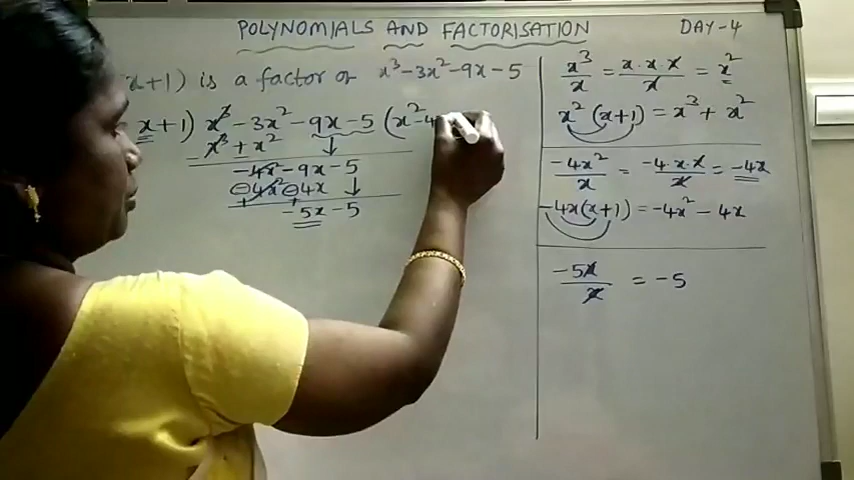 POLYNOMIALS AND FACTORISATION DAY-4
x+1) is a factor of x³-3x²-9x-5
x+1) x³-3x²-9x-5 (x²-4
-x³+x²
-4x²-9x-5
-4x²-4x
+ +
-5x-5
x³/x = x·x·x/x = x²
x²(x+1) = x³+x²
-4x²/x = -4·x·x/x = -4x
-4x(x+1) = -4x²-4x
-5x/x = -5